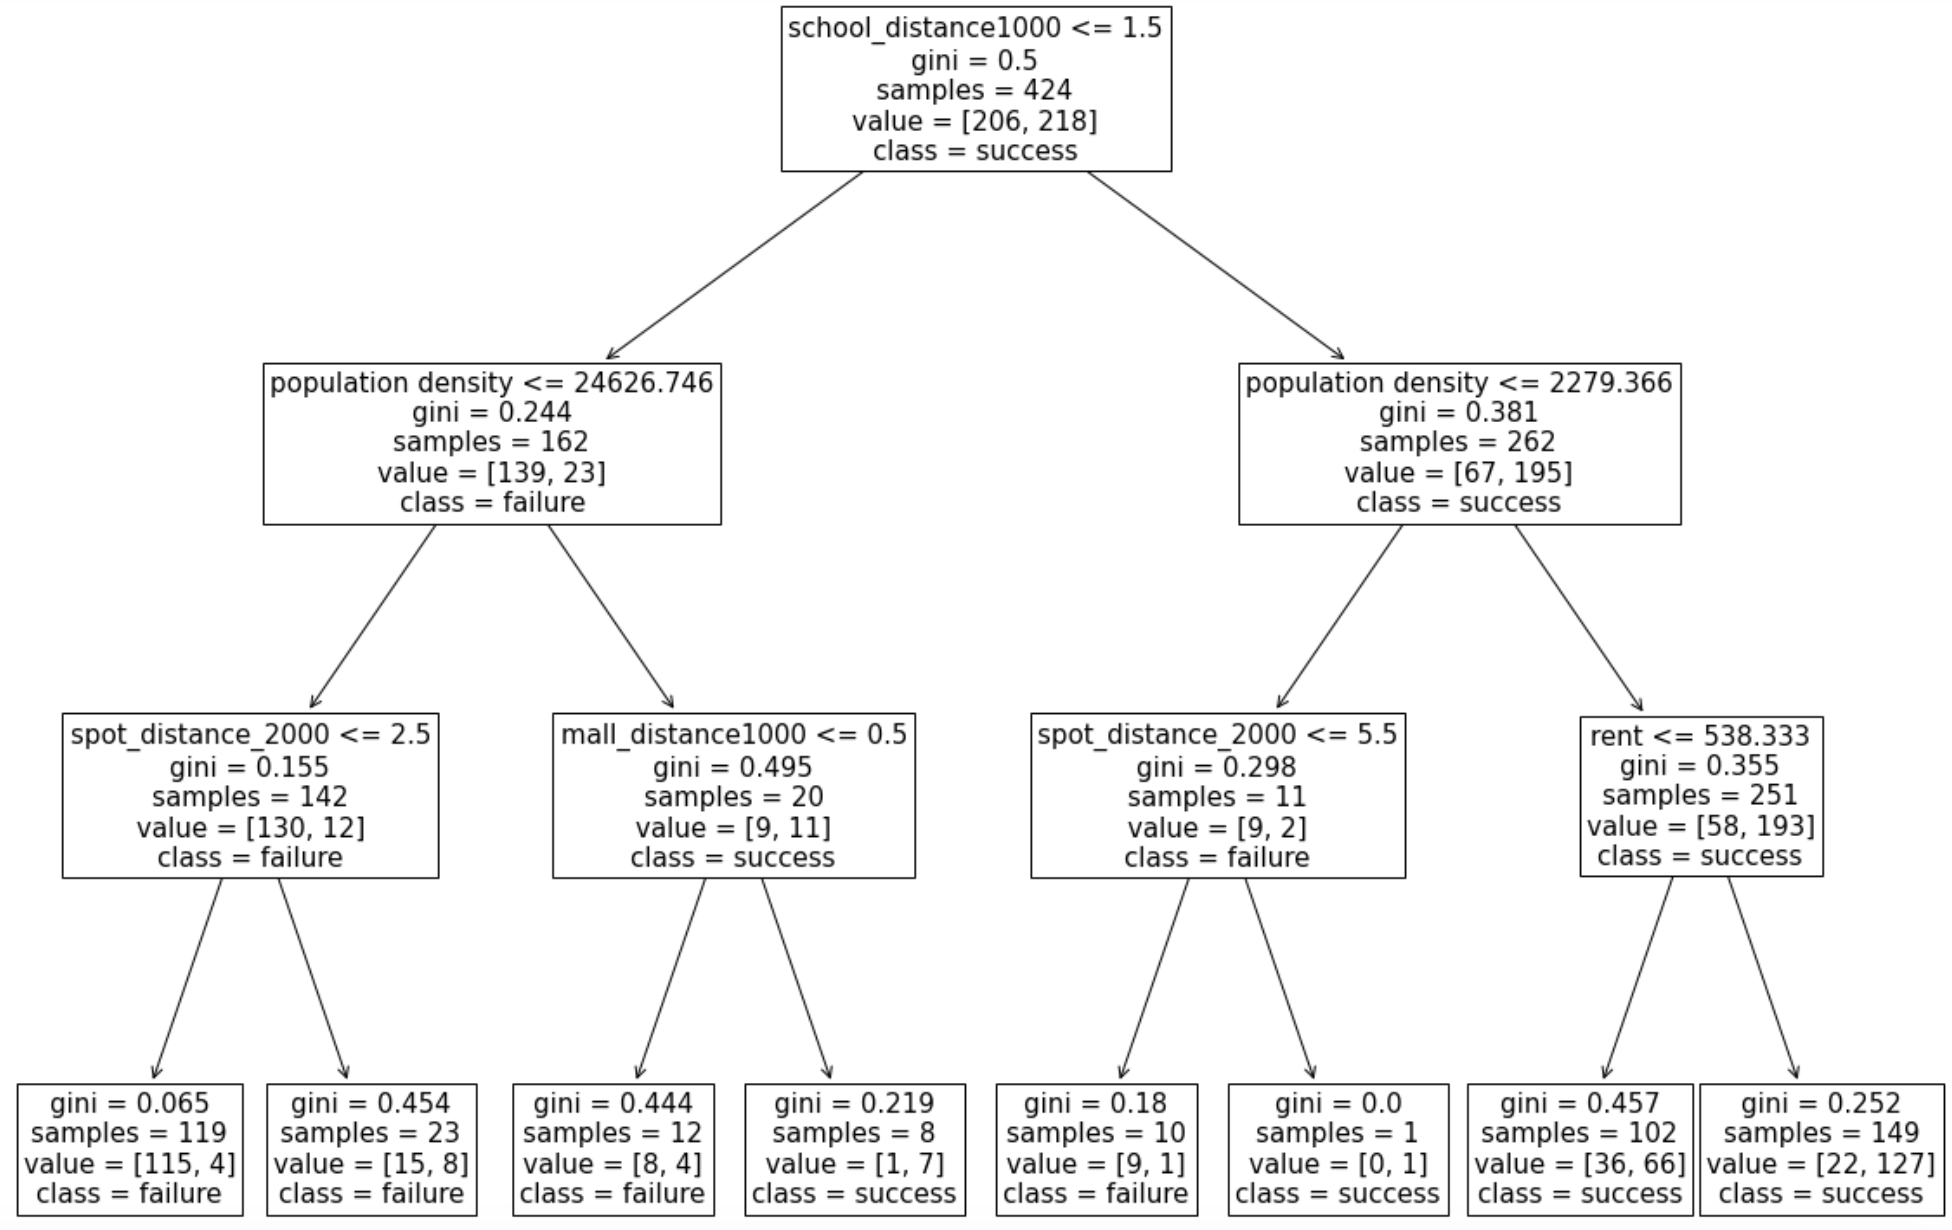 school_distance1000 <= 1.5
gini = 0.5
samples = 424
value = [206, 218]
class = success
population density <= 24626.746
gini = 0.244
samples = 162
value = [139, 23]
class = failure
population density <= 2279.366
gini = 0.381
samples = 262
value = [67, 195]
class = success
spot_distance_2000 <= 2.5
gini = 0.155
samples = 142
value = [130, 12]
class = failure
mall_distance1000 <= 0.5
gini = 0.495
samples = 20
value = [9, 11]
class = success
spot_distance_2000 <= 5.5
gini = 0.298
samples = 11
value = [9, 2]
class = failure
rent <= 538.333
gini = 0.355
samples = 251
value = [58, 193]
class = success
gini = 0.065
samples = 119
value = [115, 4]
class = failure
gini = 0.454
samples = 23
value = [15, 8]
class = failure
gini = 0.444
samples = 12
value = [8, 4]
class = failure
gini = 0.219
samples = 8
value = [1, 7]
class = success
gini = 0.18
samples = 10
value = [9, 1]
class = failure
gini = 0.0
samples = 1
value = [0, 1]
class = success
gini = 0.457
samples = 102
value = [36, 66]
class = success
gini = 0.252
samples = 149
value = [22, 127]
class = success